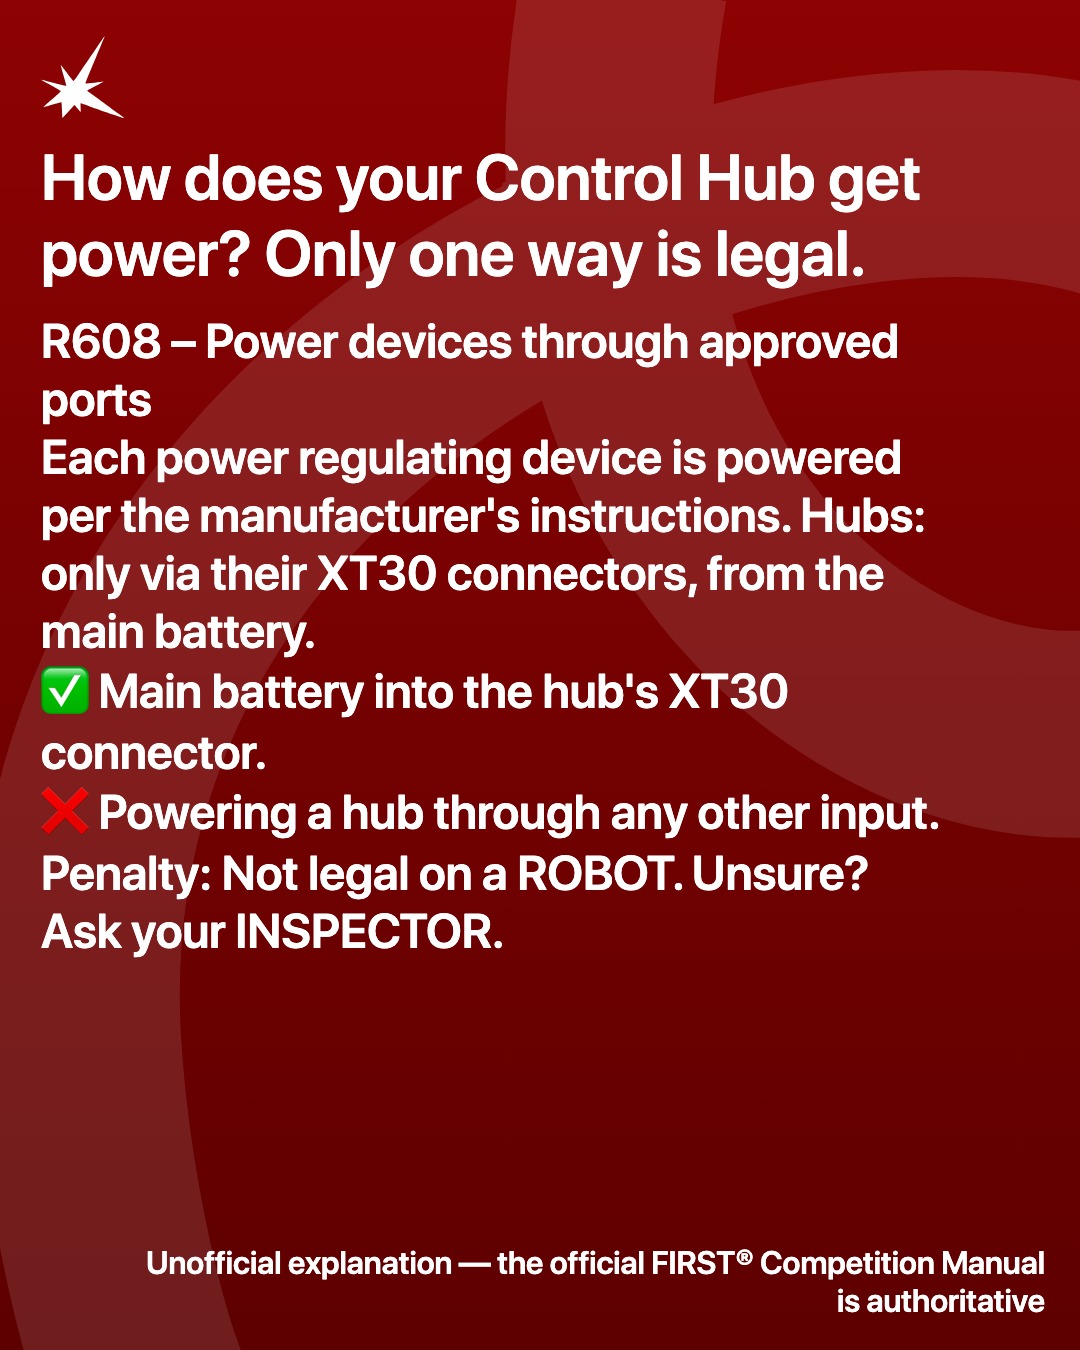 How does your Control Hub get
power? Only one way is legal.
R608 – Power devices through approved
ports
Each power regulating device is powered
per the manufacturer's instructions. Hubs:
only via their XT30 connectors, from the
main battery.
✅ Main battery into the hub's XT30
connector.
❌ Powering a hub through any other input.
Penalty: Not legal on a ROBOT. Unsure?
Ask your INSPECTOR.
Unofficial explanation — the official FIRST® Competition Manual
is authoritative